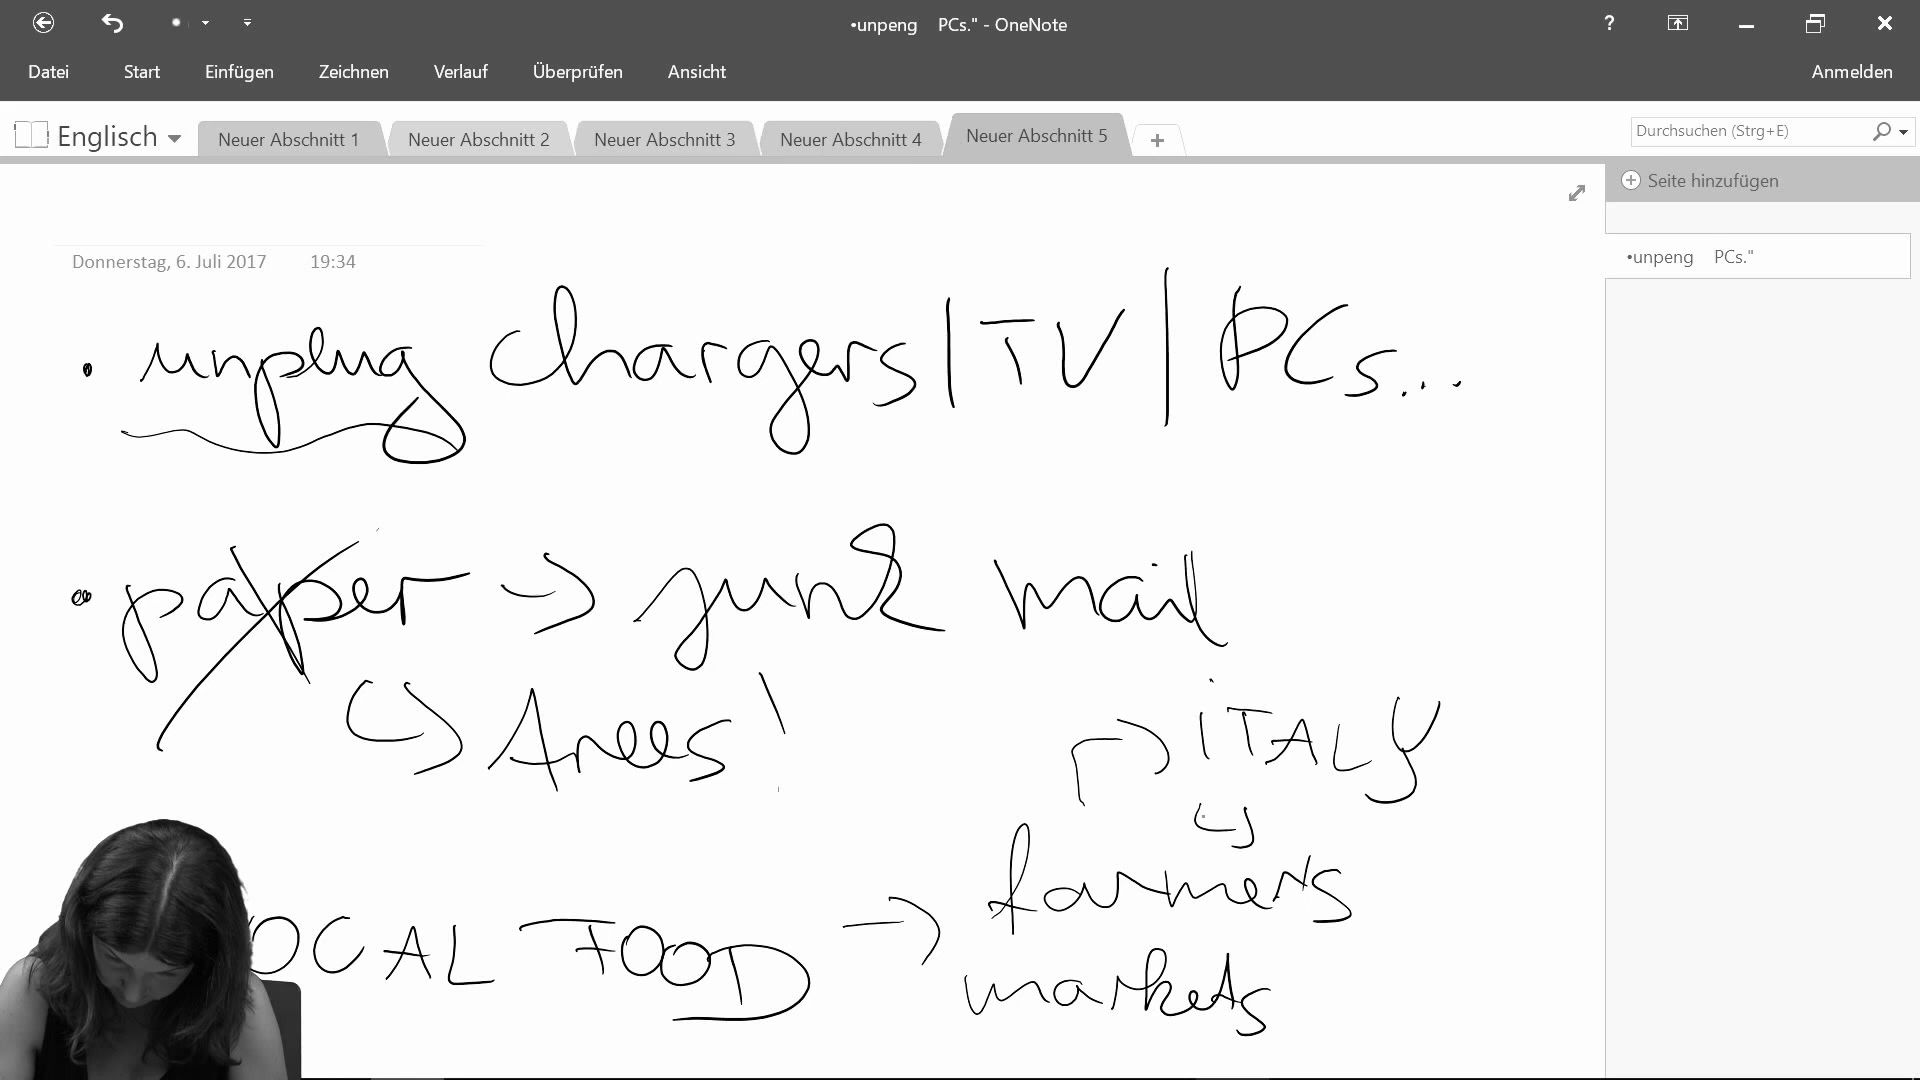 •unpeng PCs." - OneNote
?
Datei Start Einfügen Zeichnen Verlauf Überprüfen Ansicht Anmelden
Englisch Neuer Abschnitt 1 Neuer Abschnitt 2 Neuer Abschnitt 3 Neuer Abschnitt 4 Neuer Abschnitt 5 +
Durchsuchen (Strg+E)
Seite hinzufügen
•unpeng PCs."
Donnerstag, 6. Juli 2017 19:34
• unplug chargers | TV | PCs...
• paper → junk mail
↳ trees!
→ ITALY
OCAL FOOD → farmers
markets